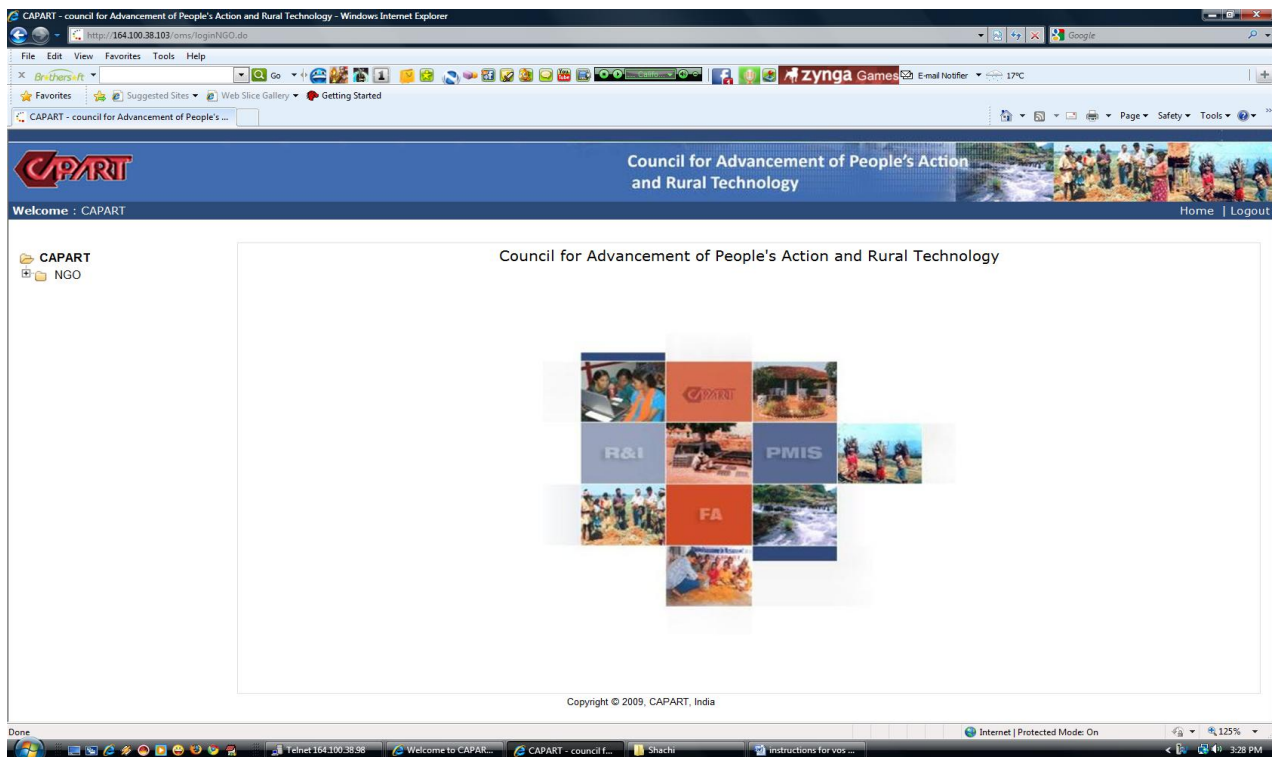 CAPART - council for Advancement of People's Action and Rural Technology - Windows Internet Explorer
http://164.100.38.103/oms/loginNGO.do
Google
File Edit View Favorites Tools Help
Brothersoft Go zynga Games E-mail Notifier 17°C
Favorites Suggested Sites Web Slice Gallery Getting Started
CAPART - council for Advancement of People's ... Page Safety Tools
CAPART
Council for Advancement of People's Action
and Rural Technology
Welcome : CAPART
Home | Logout
CAPART
NGO
Council for Advancement of People's Action and Rural Technology
CAPART
R&I
PMIS
FA
Copyright © 2009, CAPART, India
Done
Internet | Protected Mode: On
125%
Telnet 164.100.38.98
Welcome to CAPAR...
CAPART - council f...
Shachi
instructions for vos ...
3:28 PM